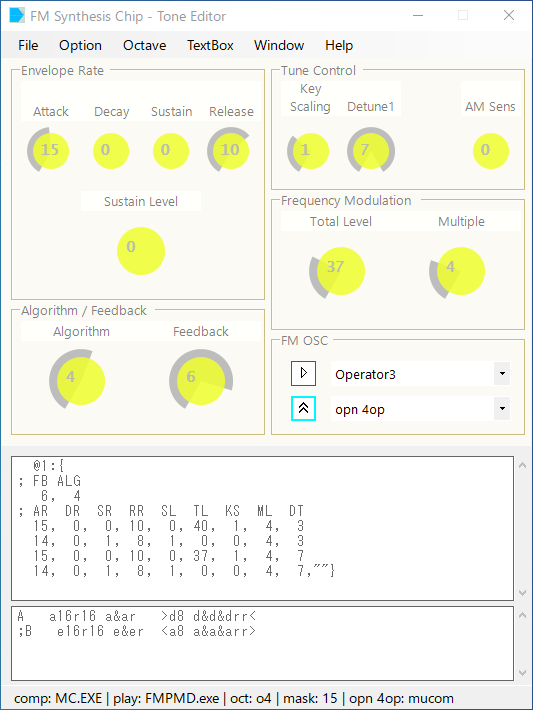 FM Synthesis Chip - Tone Editor
File Option Octave TextBox Window Help
Envelope Rate
Attack Decay Sustain Release
15 0 0 10
Sustain Level
0
Tune Control
Key
Scaling Detune1 AM Sens
1 7 0
Frequency Modulation
Total Level Multiple
37 4
Algorithm / Feedback
Algorithm Feedback
4 6
FM OSC
Operator3
opn 4op
@1:{
; FB ALG
6, 4
; AR DR SR RR SL TL KS ML DT
15, 0, 0, 10, 0, 40, 1, 4, 3
14, 0, 1, 8, 1, 0, 0, 4, 3
15, 0, 0, 10, 0, 37, 1, 4, 7
14, 0, 1, 8, 1, 0, 0, 4, 7,""}
A a16r16 a&ar >d8 d&d&drr<
;B e16r16 e&er <a8 a&a&arr>
comp: MC.EXE | play: FMPMD.exe | oct: o4 | mask: 15 | opn 4op: mucom